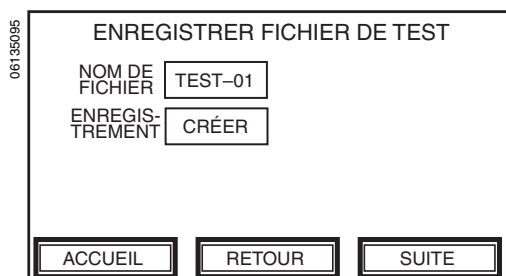 06135095
ENREGISTRER FICHIER DE TEST
NOM DE
FICHIER
TEST–01
ENREGIS-
TREMENT
CRÉER
ACCUEIL
RETOUR
SUITE